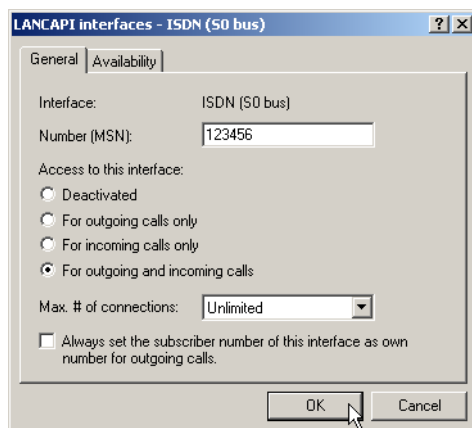 LANCAPI interfaces - ISDN (S0 bus)
General
Availability
Interface: ISDN (S0 bus)
Number (MSN): 123456
Access to this interface:
Deactivated
For outgoing calls only
For incoming calls only
For outgoing and incoming calls
Max. # of connections: Unlimited
Always set the subscriber number of this interface as own
number for outgoing calls.
OK Cancel